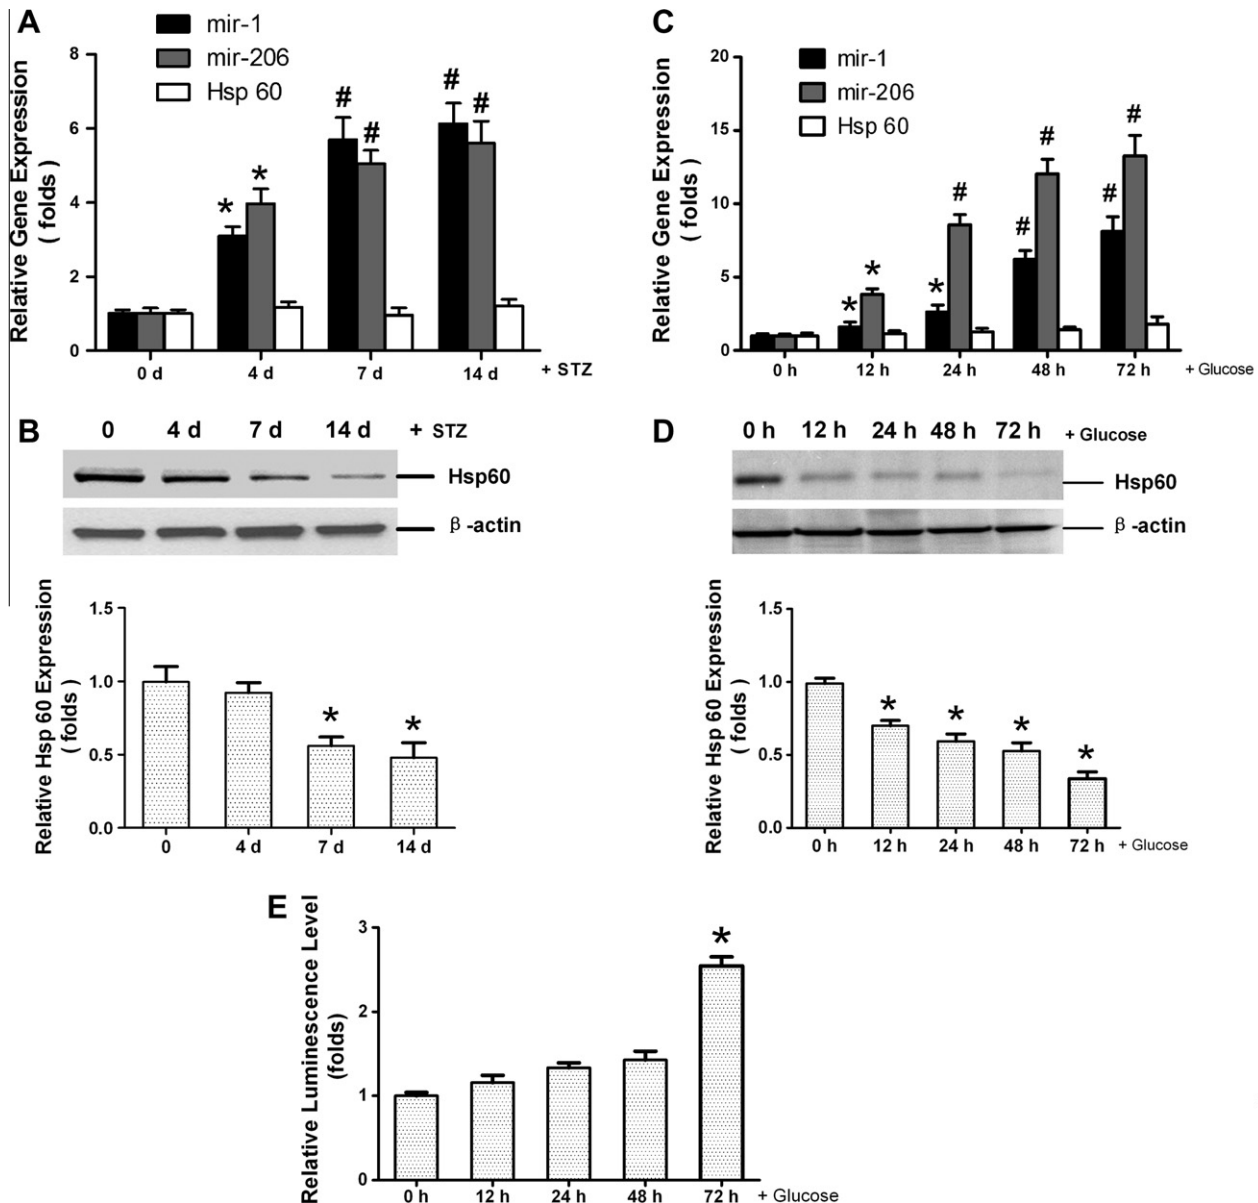 A
mir-1
mir-206
Hsp 60
Relative Gene Expression
( folds )
8
6
4
2
0
* * # # # #
0 d 4 d 7 d 14 d + STZ
C
mir-1
mir-206
Hsp 60
Relative Gene Expression
( folds )
20
15
10
5
0
* * * # # # # #
0 h 12 h 24 h 48 h 72 h + Glucose
B
0 4 d 7 d 14 d + STZ
Hsp60
β -actin
Relative Hsp 60 Expression
( folds )
1.5
1.0
0.5
0.0
* *
0 4 d 7 d 14 d
D
0 h 12 h 24 h 48 h 72 h + Glucose
Hsp60
β -actin
Relative Hsp 60 Expression
( folds )
1.5
1.0
0.5
0.0
* * * *
0 h 12 h 24 h 48 h 72 h + Glucose
E
Relative Luminescence Level
(folds)
3
2
1
0
*
0 h 12 h 24 h 48 h 72 h + Glucose